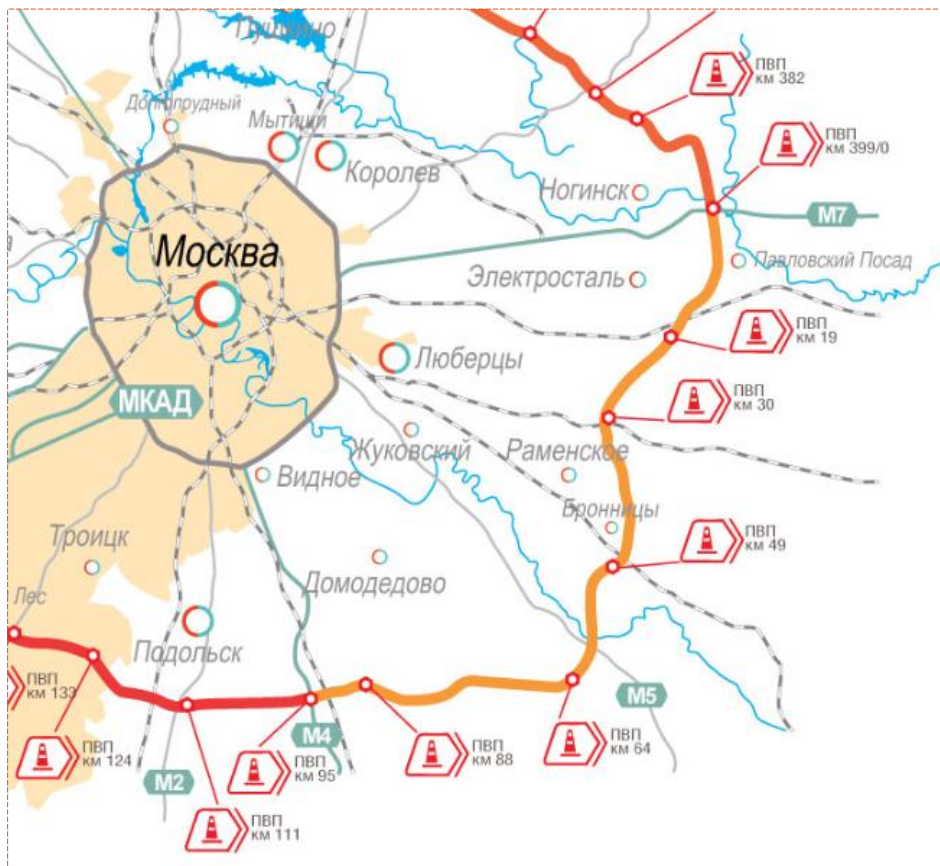 Пушкино
ПВП
км 382
Долгопрудный
Мытищи
ПВП
км 399/0
Королев
Ногинск
М7
Москва
Павловский Посад
Электросталь
ПВП
км 19
Люберцы
ПВП
км 30
МКАД
Жуковский
Раменское
Видное
Бронницы
ПВП
км 49
Троицк
Домодедово
Лес
Подольск
км 133
М5
ПВП
км 124
М4
ПВП
км 95
ПВП
км 88
ПВП
км 64
М2
ПВП
км 111